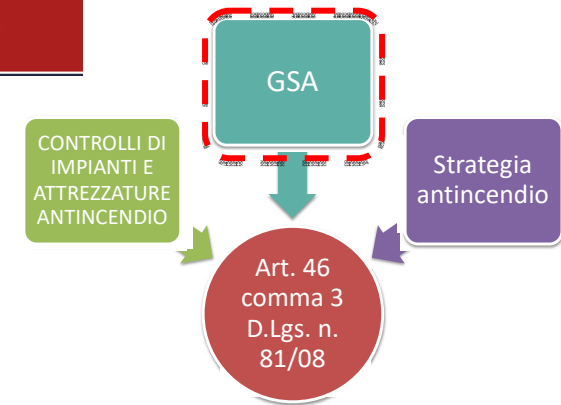 GSA
CONTROLLI DI
IMPIANTI E
ATTREZZATURE
ANTINCENDIO
Strategia
antincendio
Art. 46
comma 3
D.Lgs. n.
81/08